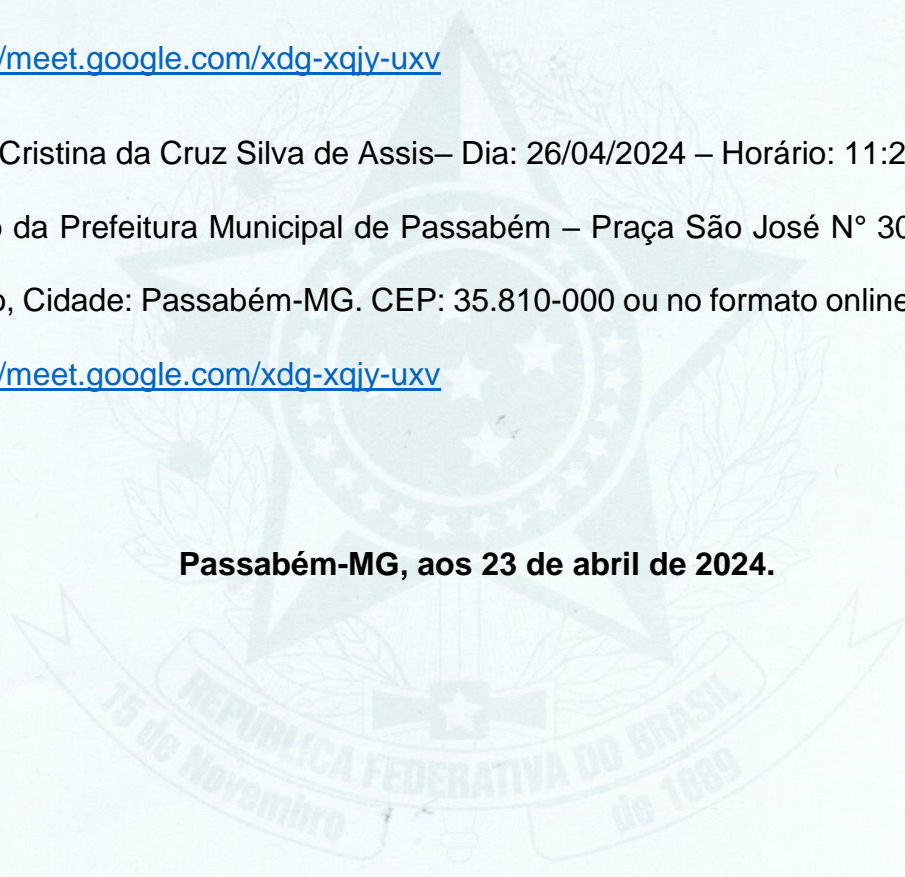 /meet.google.com/xdg-xqjy-uxv
Cristina da Cruz Silva de Assis– Dia: 26/04/2024 – Horário: 11:2
o da Prefeitura Municipal de Passabém – Praça São José N° 30
o, Cidade: Passabém-MG. CEP: 35.810-000 ou no formato online
/meet.google.com/xdg-xqjy-uxv
Passabém-MG, aos 23 de abril de 2024.
REPUBLICA FEDERATIVA DO BRASIL
15 de Novembro
de 1889